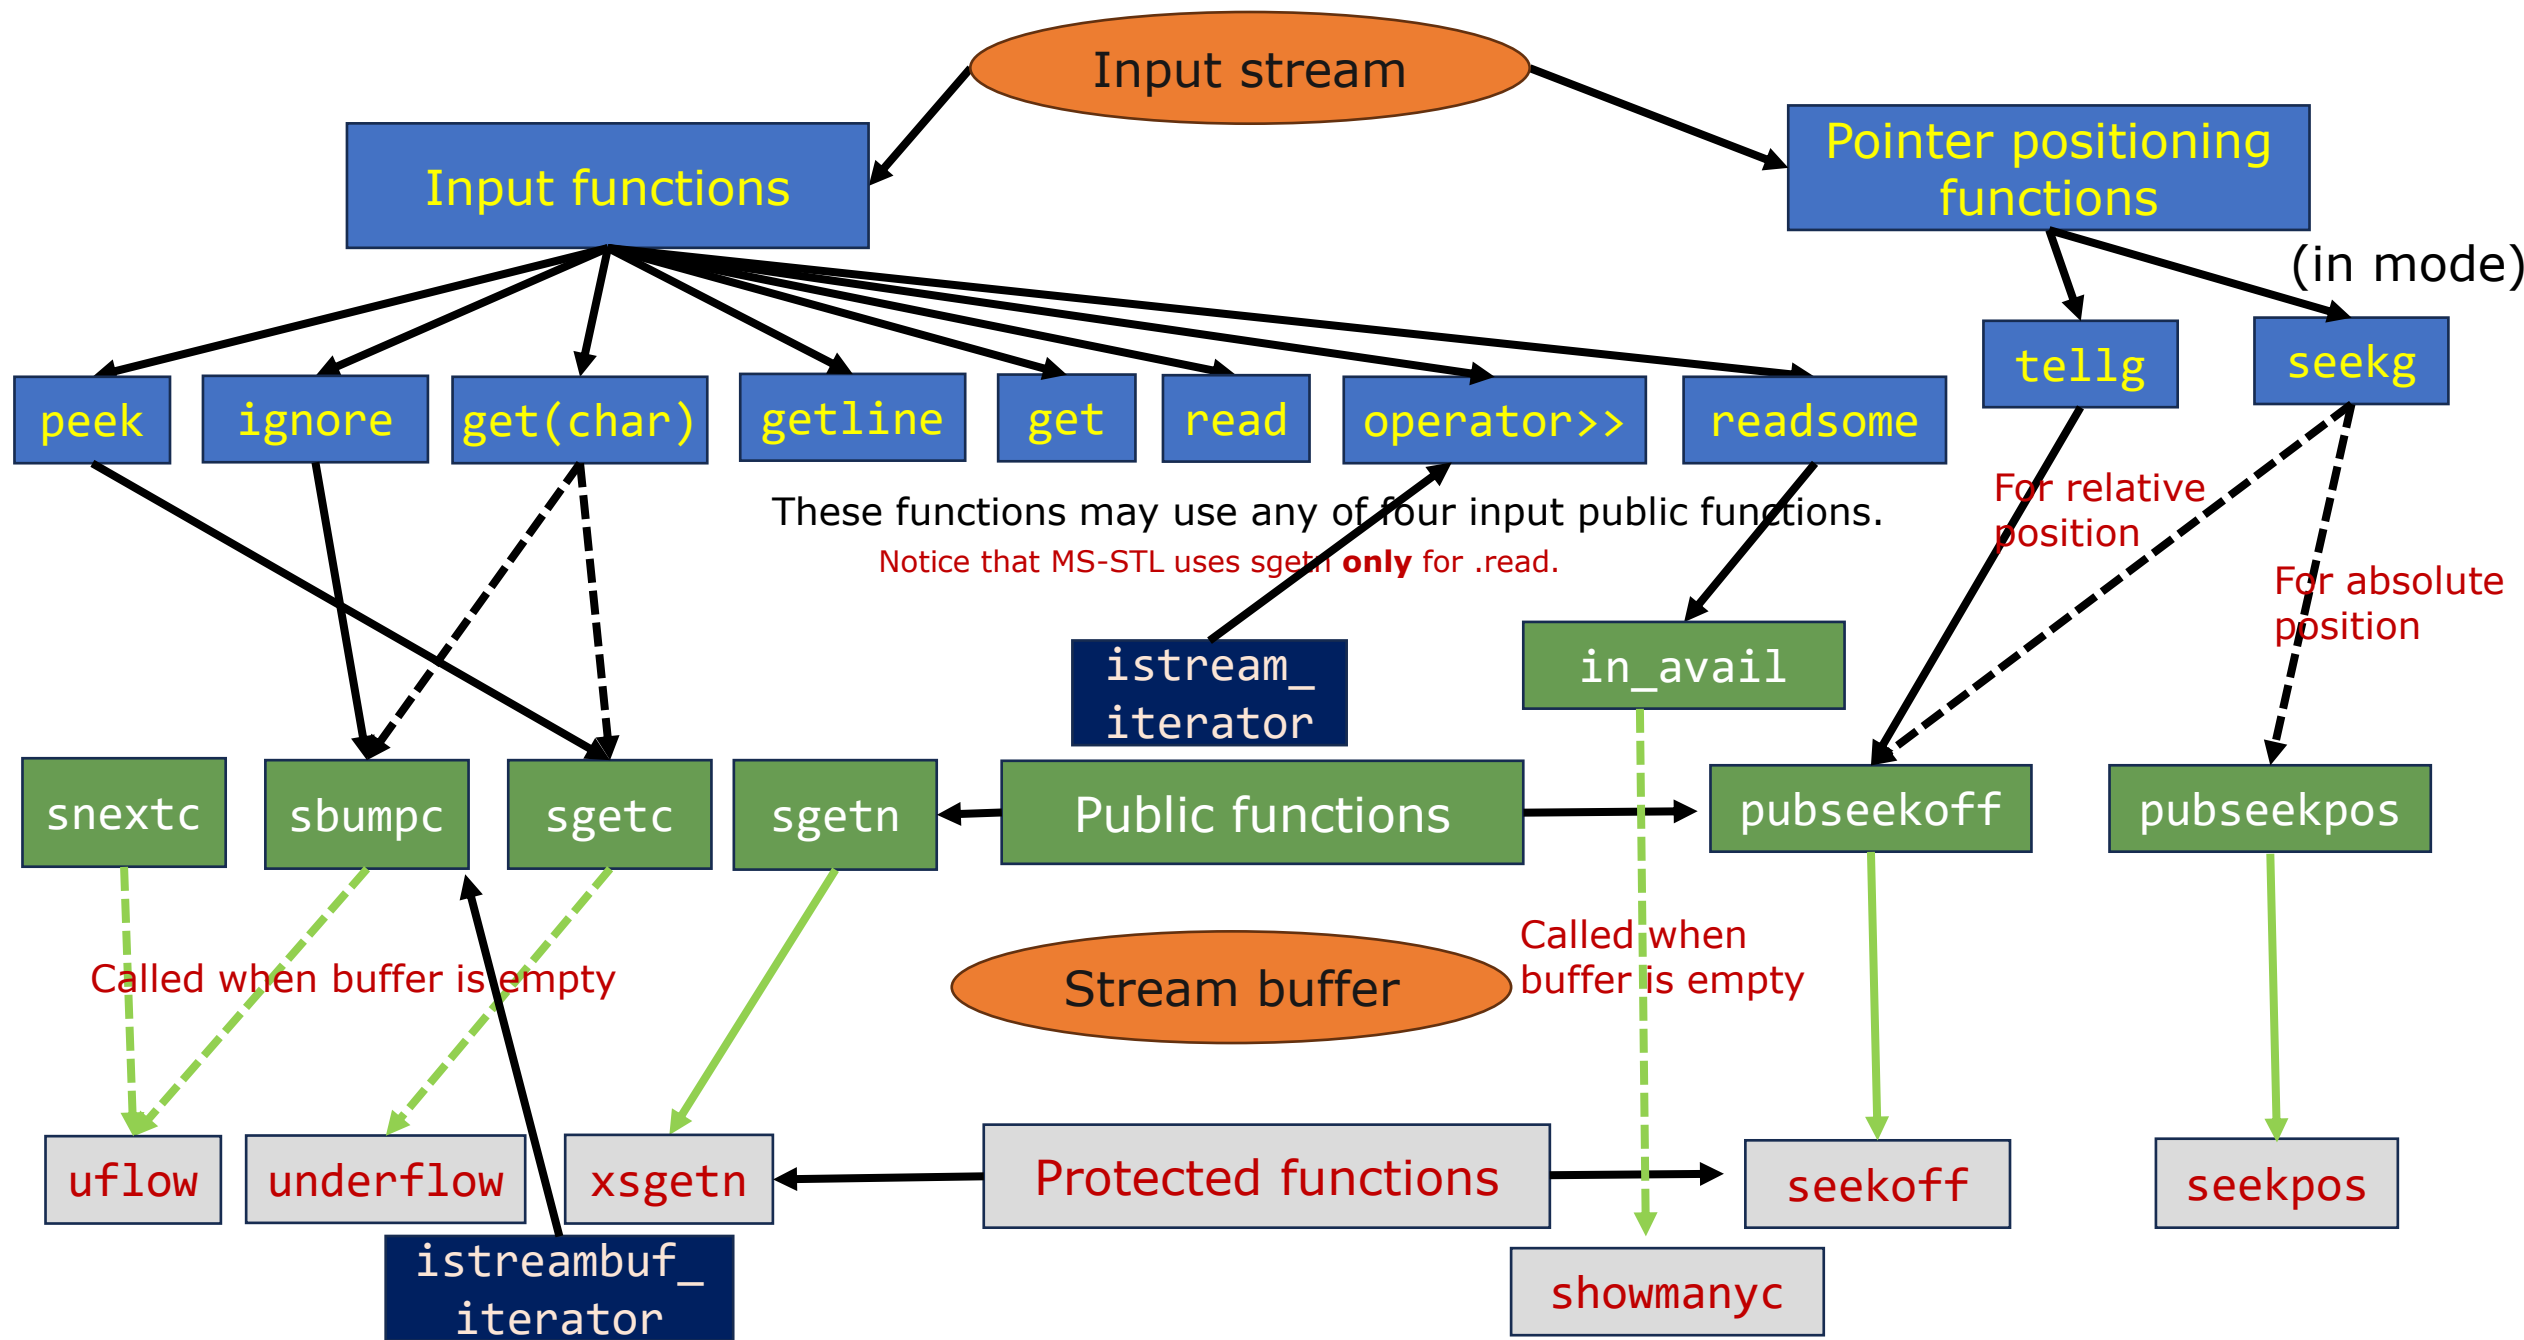 Input stream
Input functions
Pointer positioning
functions
(in mode)
peek
ignore
get(char)
getline
get
read
operator>>
readsome
tellg
seekg
These functions may use any of four input public functions.
Notice that MS-STL uses sgetn only for .read.
For relative
position
For absolute
position
istream_
iterator
in_avail
snextc
sbumpc
sgetc
sgetn
Public functions
pubseekoff
pubseekpos
Called when buffer is empty
Stream buffer
Called when
buffer is empty
uflow
underflow
xsgetn
Protected functions
seekoff
seekpos
istreambuf_
iterator
showmanyc